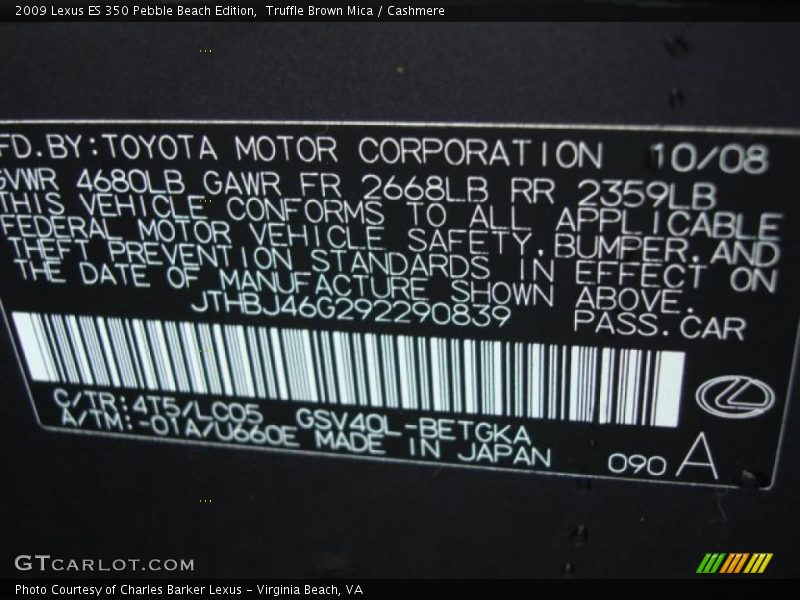 2009 Lexus ES 350 Pebble Beach Edition,  Truffle Brown Mica / Cashmere
FD.BY:TOYOTA MOTOR CORPORATION 10/08
GVWR 4680LB GAWR FR 2668LB RR 2359LB
THIS VEHICLE CONFORMS TO ALL APPLICABLE
FEDERAL MOTOR VEHICLE SAFETY,BUMPER,AND
THEFT PREVENTION STANDARDS IN EFFECT ON
THE DATE OF MANUFACTURE SHOWN ABOVE.
JTHBJ46G292290839 PASS.CAR
C/TR:4T5/LC05 GSV40L-BETGKA
A/TM:-01A/U660E MADE IN JAPAN
090 A
GTCARLOT.COM
Photo Courtesy of Charles Barker Lexus – Virginia Beach, VA